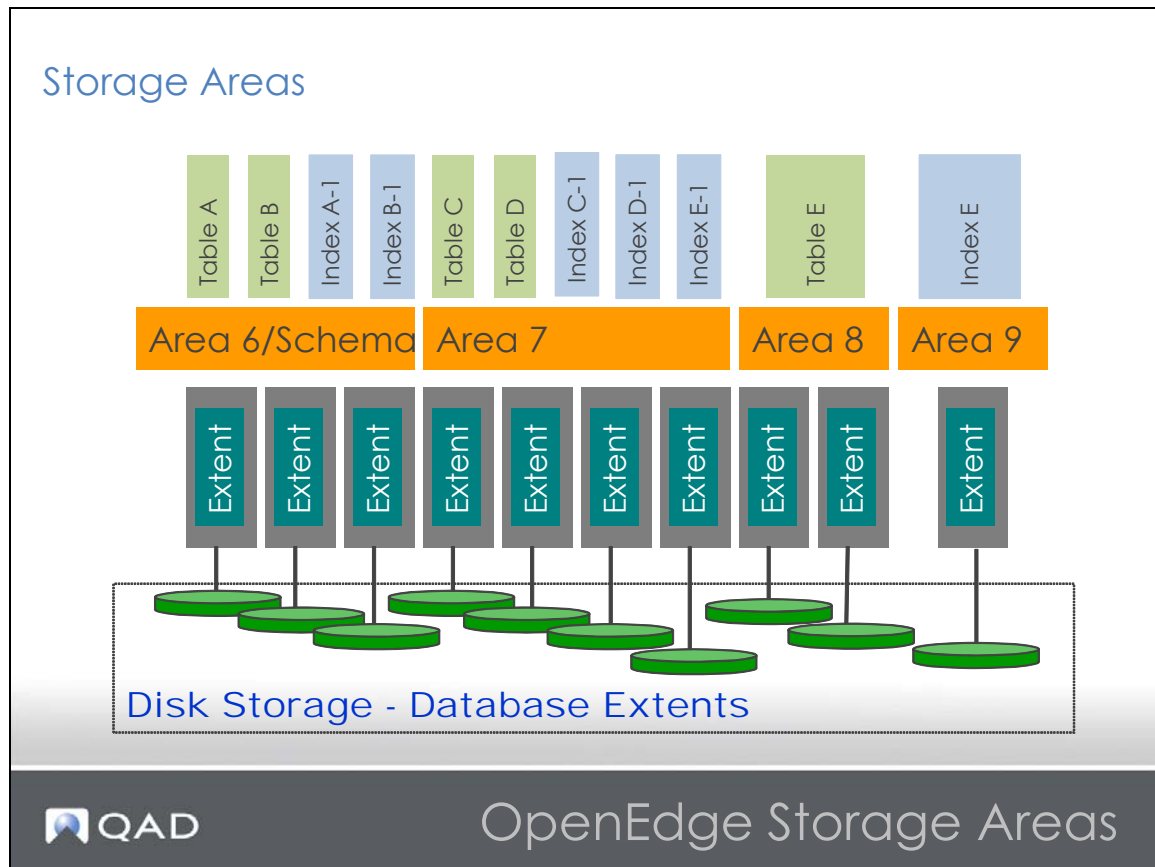 Storage Areas
Table A
Table B
Index A-1
Index B-1
Table C
Table D
Index C-1
Index D-1
Index E-1
Table E
Index E
Area 6/Schema
Area 7
Area 8
Area 9
Extent
Extent
Extent
Extent
Extent
Extent
Extent
Extent
Extent
Extent
Disk Storage - Database Extents
QAD
OpenEdge Storage Areas